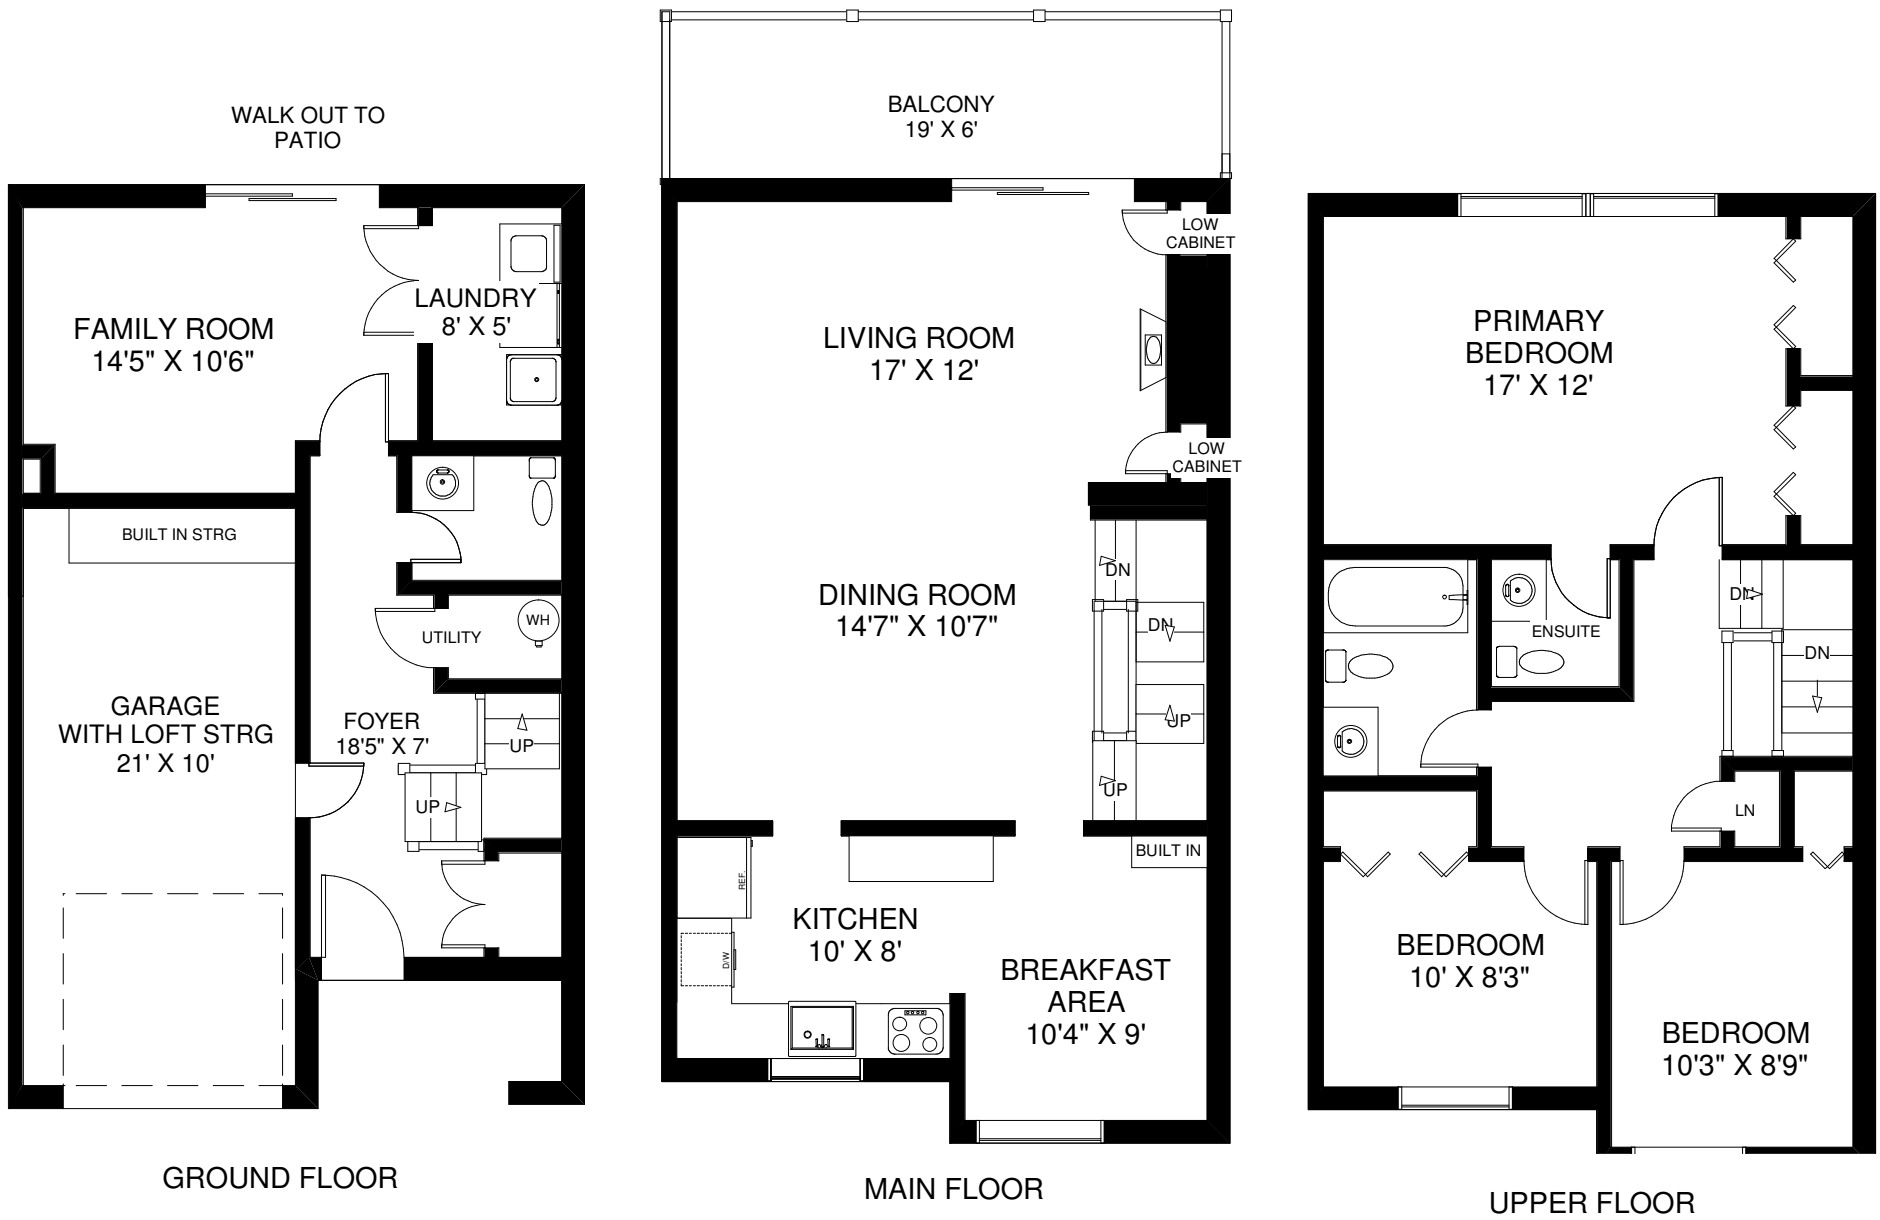 WALK OUT TO
PATIO
FAMILY ROOM
14'5" X 10'6"
LAUNDRY
8' X 5'
BUILT IN STRG
UTILITY
WH
GARAGE
WITH LOFT STRG
21' X 10'
FOYER
18'5" X 7'
UP
UP
GROUND FLOOR
BALCONY
19' X 6'
LOW
CABINET
LIVING ROOM
17' X 12'
LOW
CABINET
DN
DINING ROOM
14'7" X 10'7"
DN
UP
UP
BUILT IN
REF.
KITCHEN
10' X 8'
D/W
BREAKFAST
AREA
10'4" X 9'
MAIN FLOOR
PRIMARY
BEDROOM
17' X 12'
DN
ENSUITE
DN
LN
BEDROOM
10' X 8'3"
BEDROOM
10'3" X 8'9"
UPPER FLOOR